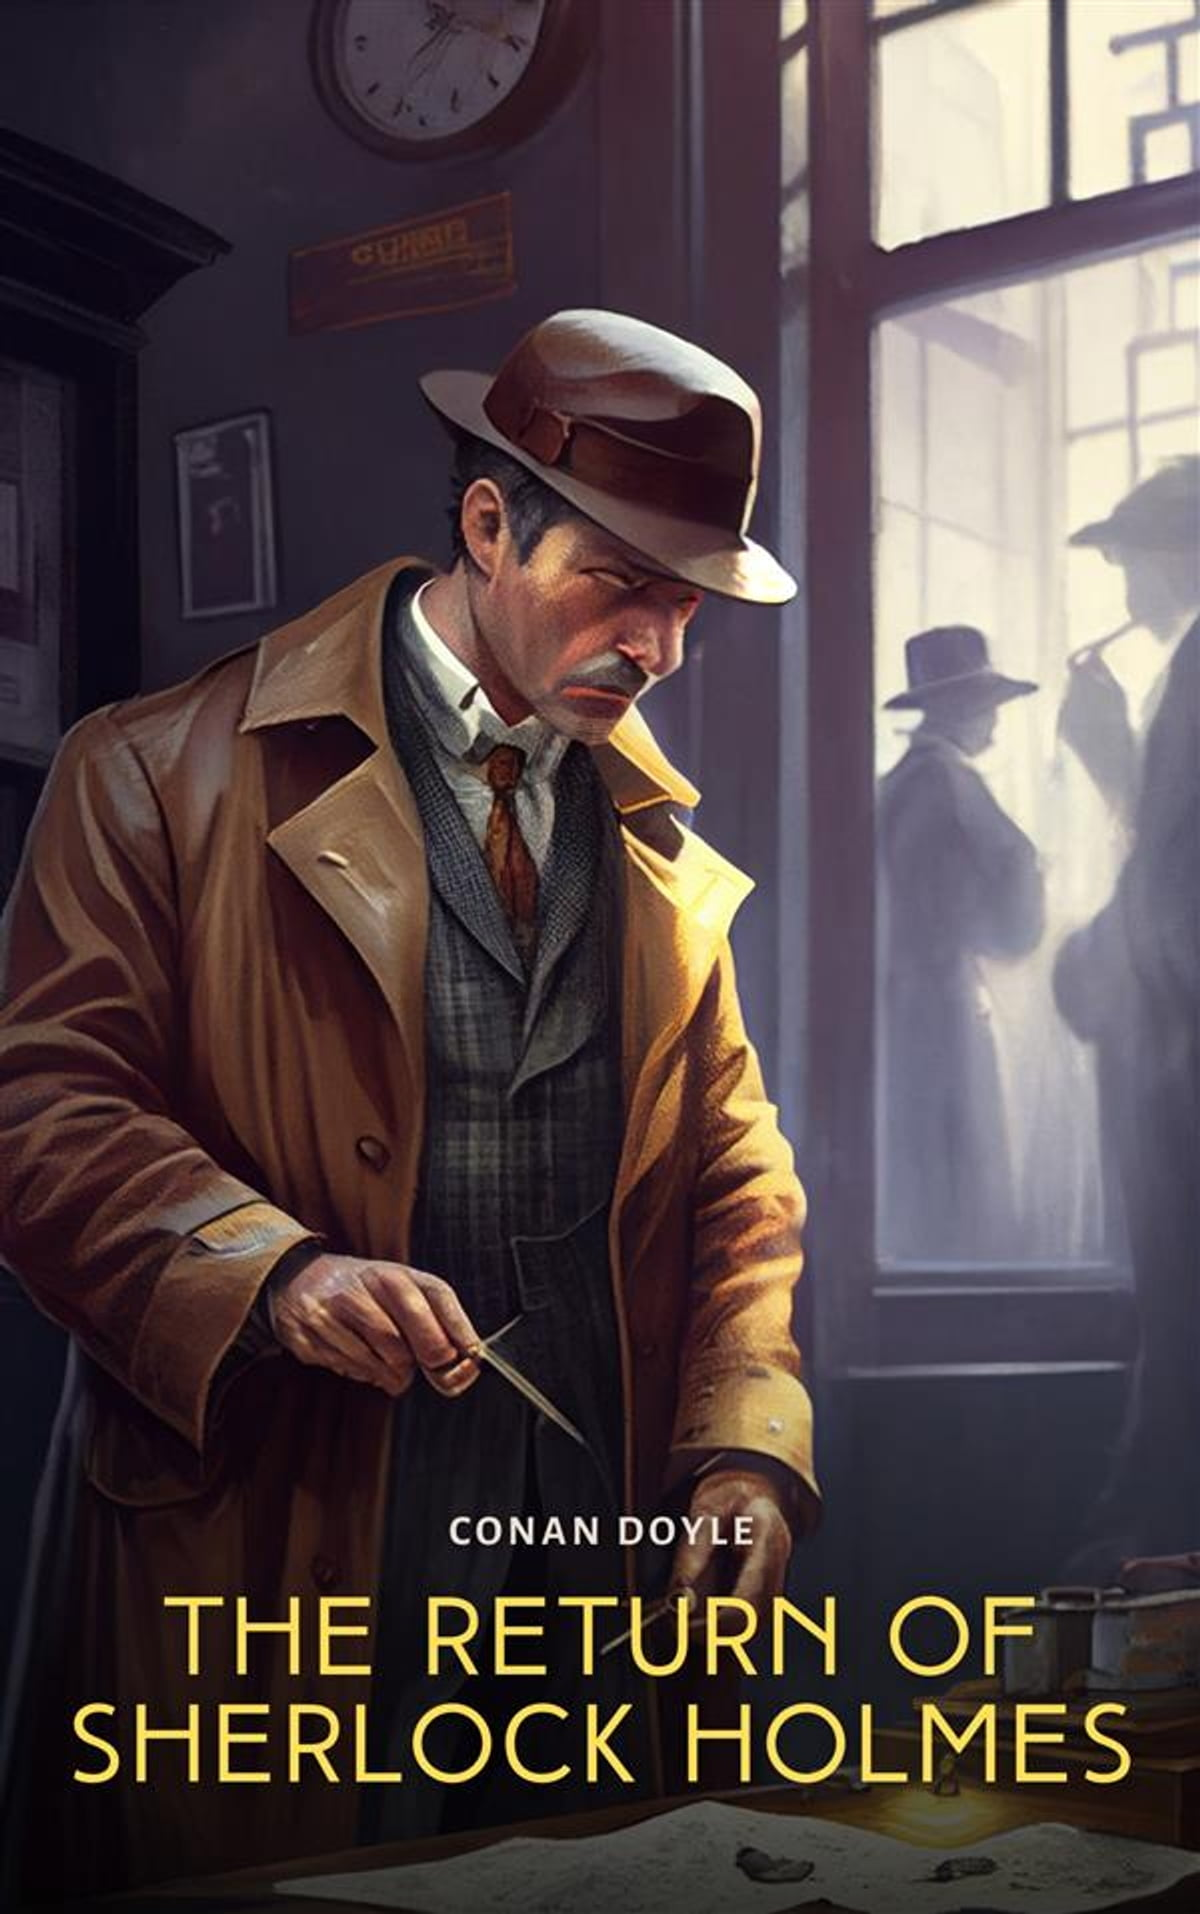 CONAN DOYLE
THE RETURN OF
SHERLOCK HOLMES